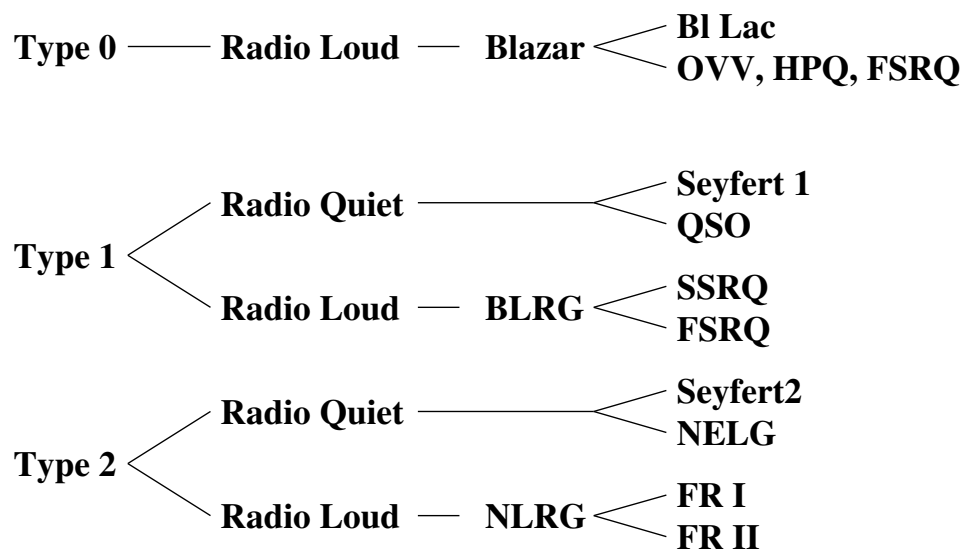 Type 0 Radio Loud Blazar Bl Lac
OVV, HPQ, FSRQ
Type 1 Radio Quiet Seyfert 1
QSO
Radio Loud BLRG SSRQ
FSRQ
Type 2 Radio Quiet Seyfert2
NELG
Radio Loud NLRG FR I
FR II